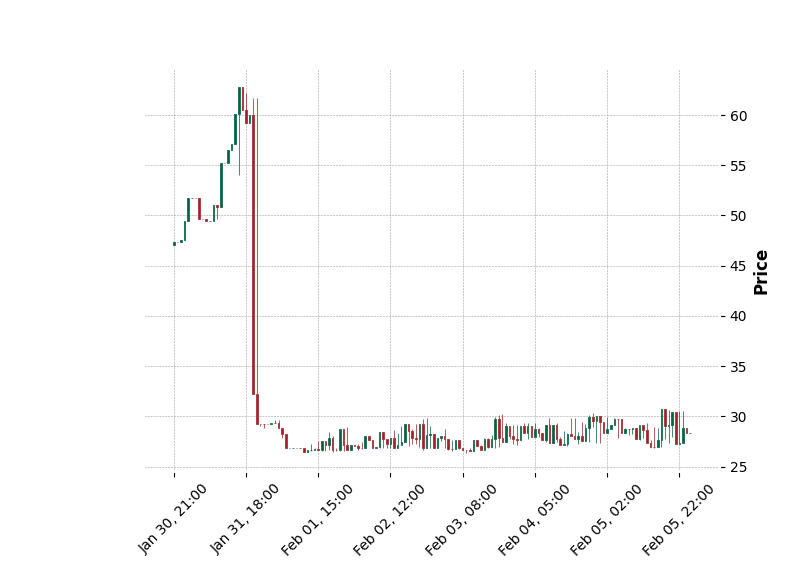 60
55
50
45
40
35
30
25
Price
Jan 30, 21:00
Jan 31, 18:00
Feb 01, 15:00
Feb 02, 12:00
Feb 03, 08:00
Feb 04, 05:00
Feb 05, 02:00
Feb 05, 22:00